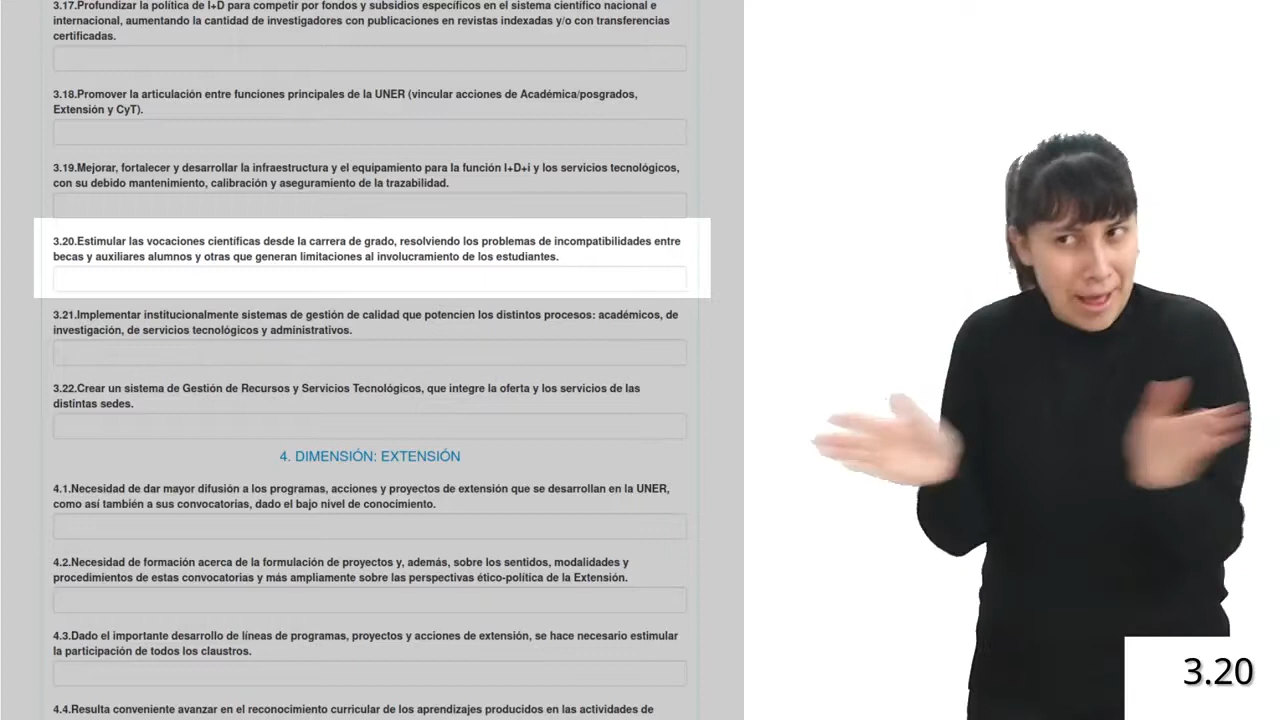 3.17.Profundizar la política de I+D para competir por fondos y subsidios específicos en el sistema científico nacional e
internacional, aumentando la cantidad de investigadores con publicaciones en revistas indexadas y/o con transferencias
certificadas.
3.18.Promover la articulación entre funciones principales de la UNER (vincular acciones de Académica/posgrados,
Extensión y CyT).
3.19.Mejorar, fortalecer y desarrollar la infraestructura y el equipamiento para la función I+D+i y los servicios tecnológicos,
con su debido mantenimiento, calibración y aseguramiento de la trazabilidad.
3.20.Estimular las vocaciones científicas desde la carrera de grado, resolviendo los problemas de incompatibilidades entre
becas y auxiliares alumnos y otras que generan limitaciones al involucramiento de los estudiantes.
3.21.Implementar institucionalmente sistemas de gestión de calidad que potencien los distintos procesos: académicos, de
investigación, de servicios tecnológicos y administrativos.
3.22.Crear un sistema de Gestión de Recursos y Servicios Tecnológicos, que integre la oferta y los servicios de las
distintas sedes.
4. DIMENSIÓN: EXTENSIÓN
4.1.Necesidad de dar mayor difusión a los programas, acciones y proyectos de extensión que se desarrollan en la UNER,
como así también a sus convocatorias, dado el bajo nivel de conocimiento.
4.2.Necesidad de formación acerca de la formulación de proyectos y, además, sobre los sentidos, modalidades y
procedimientos de estas convocatorias y más ampliamente sobre las perspectivas ético-política de la Extensión.
4.3.Dado el importante desarrollo de líneas de programas, proyectos y acciones de extensión, se hace necesario estimular
la participación de todos los claustros.
4.4.Resulta conveniente avanzar en el reconocimiento curricular de los aprendizajes producidos en las actividades de
3.20